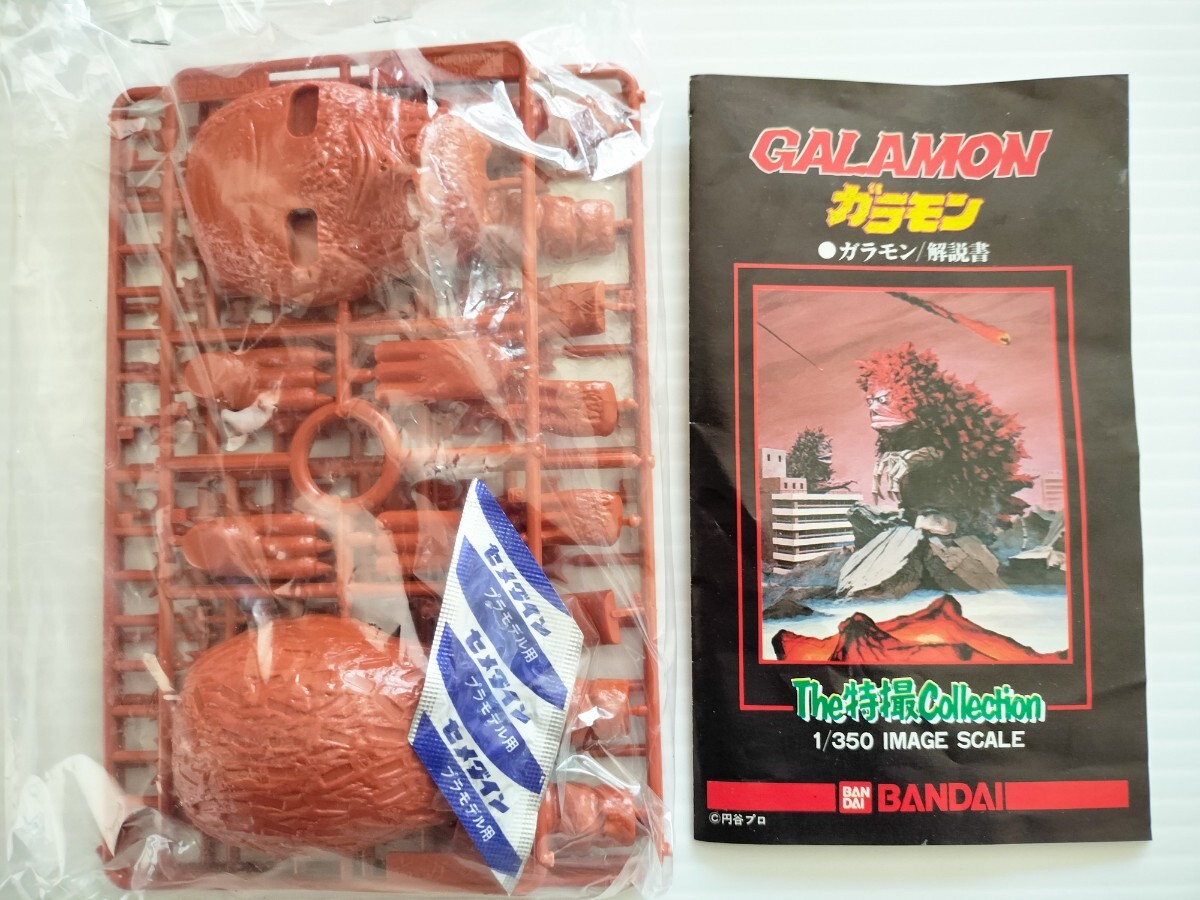 GALAMON
ガラモン
●ガラモン/解説書
The特撮Collection
1/350 IMAGE SCALE
BAN
DAI
BANDAI
©円谷プロ
セメダイン
プラモデル用
セメダイン
プラモデル用
セメダイン
プラモデル用